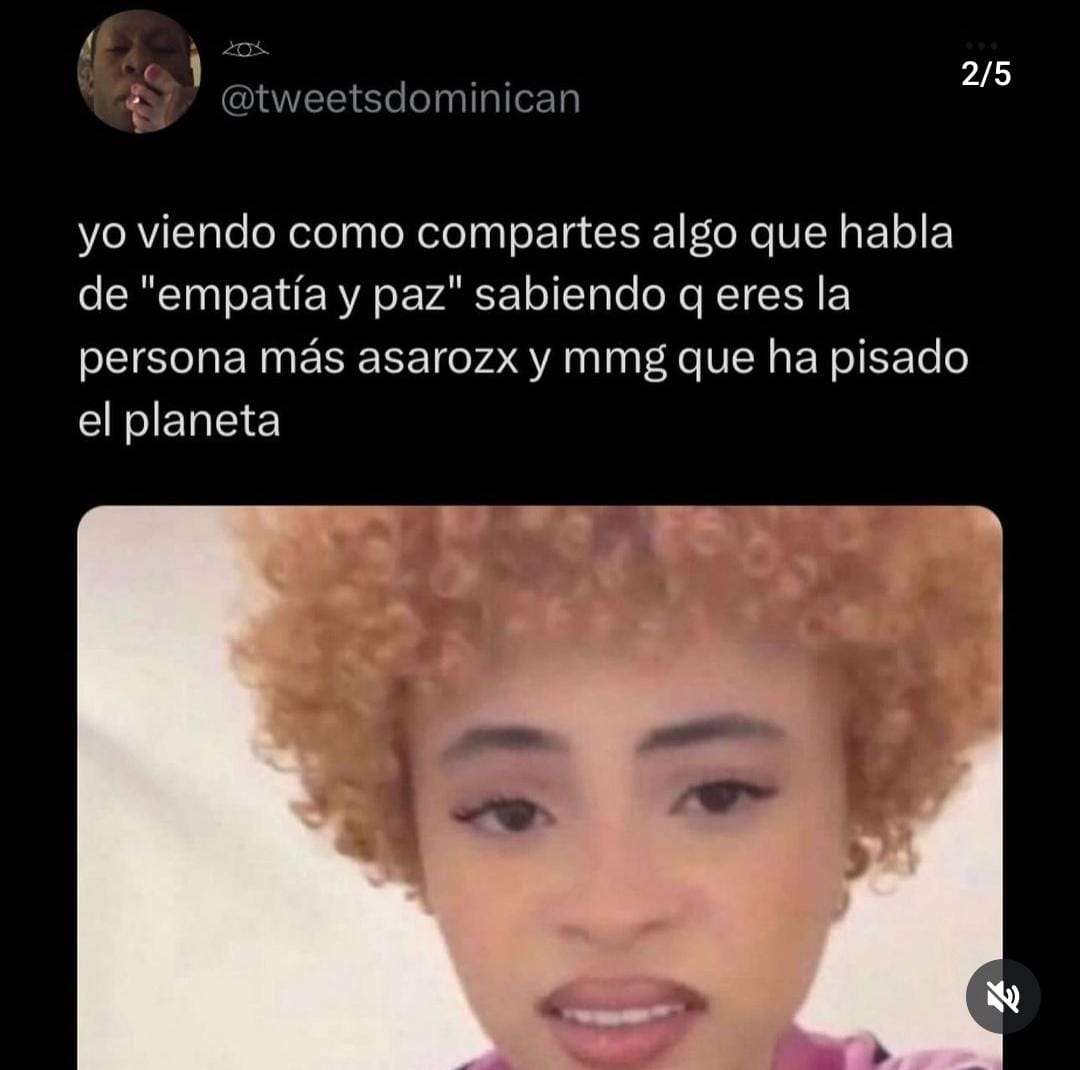 @tweetsdominican
2/5
yo viendo como compartes algo que habla
de "empatía y paz" sabiendo q eres la
persona más asarozx y mmg que ha pisado
el planeta